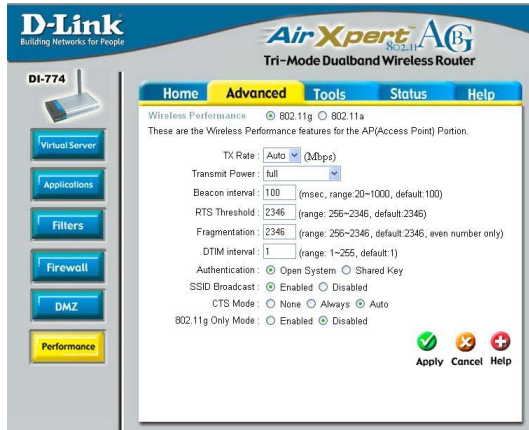 D-Link
Building Networks for People
Air Xpert 802.11 ABG
Tri-Mode Dualband Wireless Router
DI-774
Home Advanced Tools Status Help
Virtual Server
Applications
Filters
Firewall
DMZ
Performance
Wireless Performance 802.11g 802.11a
These are the Wireless Performance features for the AP(Access Point) Portion.
TX Rate : Auto (Mbps)
Transmit Power : full
Beacon interval : 100 (msec, range:20~1000, default:100)
RTS Threshold : 2346 (range: 256~2346, default:2346)
Fragmentation : 2346 (range: 256~2346, default:2346, even number only)
DTIM interval : 1 (range: 1~255, default:1)
Authentication : Open System Shared Key
SSID Broadcast : Enabled Disabled
CTS Mode : None Always Auto
802.11g Only Mode : Enabled Disabled
Apply Cancel Help